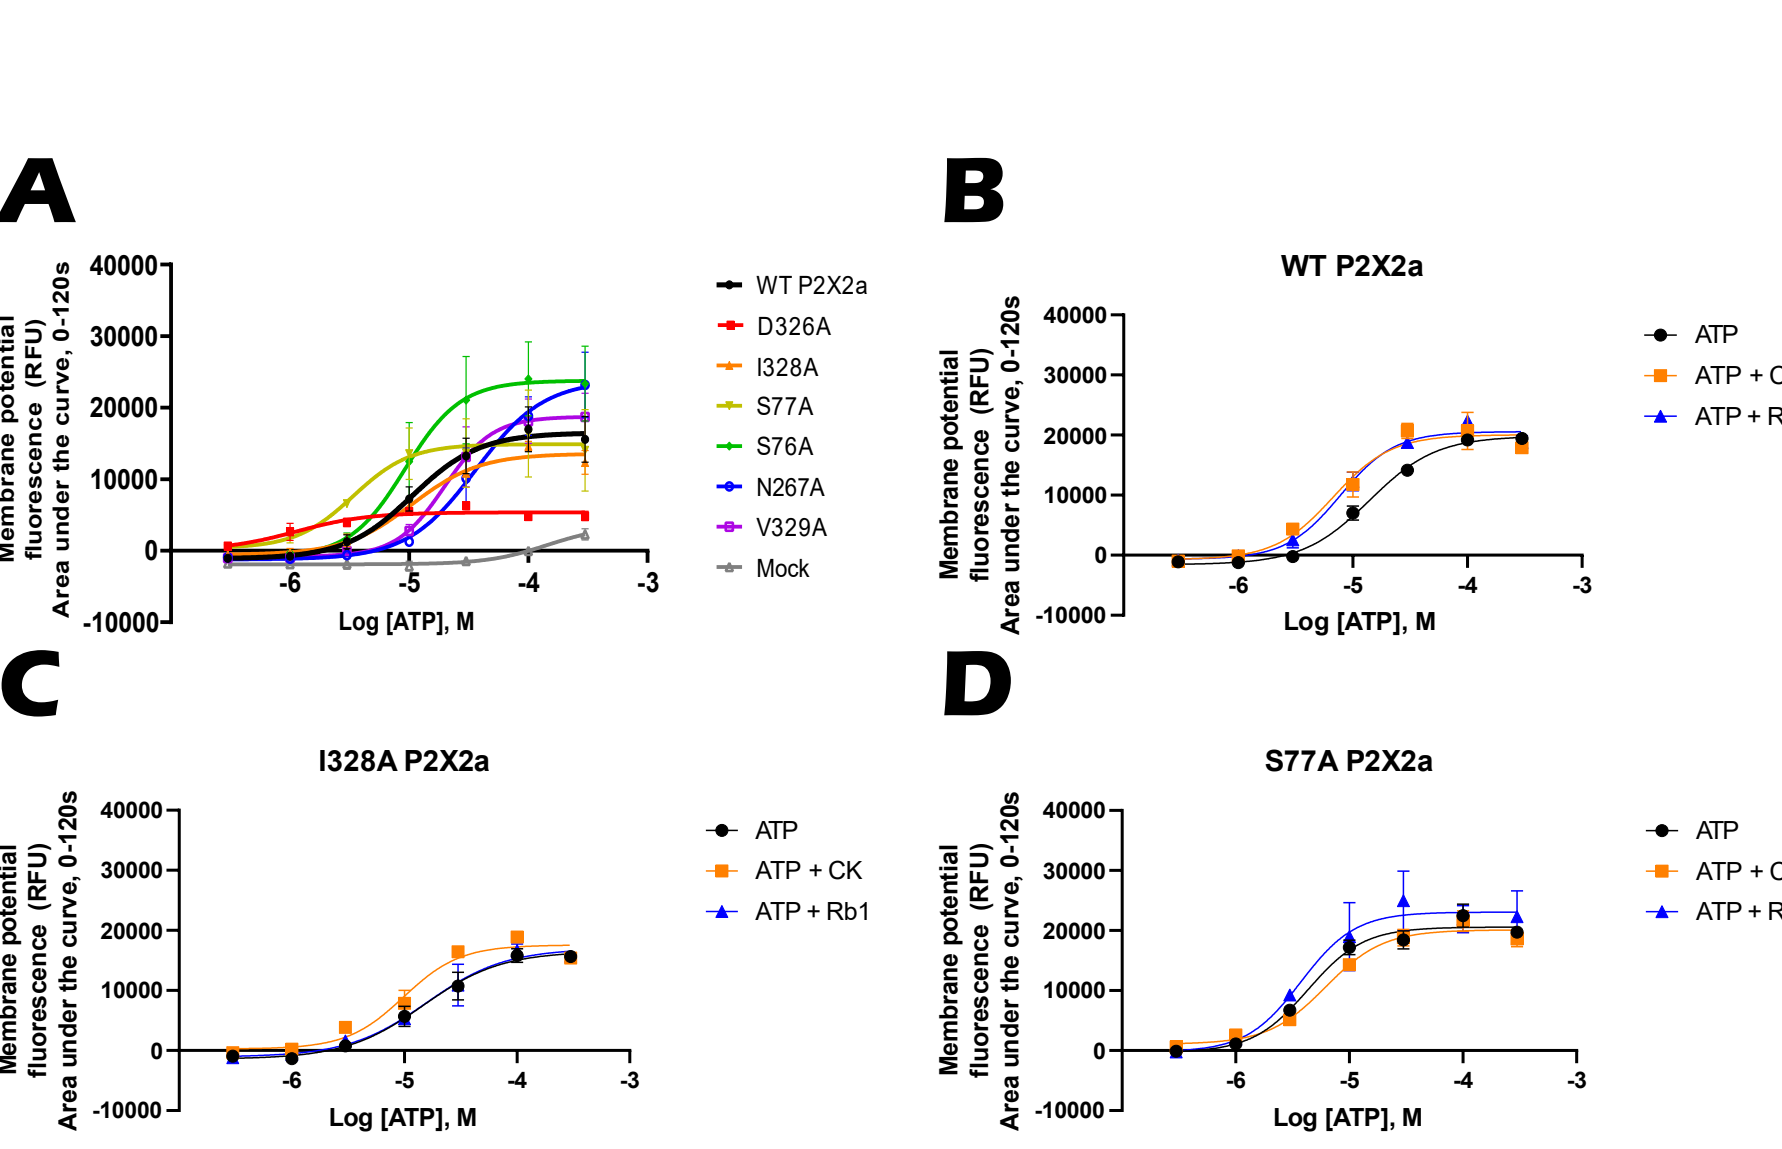 A
Membrane potential
fluorescence (RFU)
Area under the curve, 0-120s
40000
30000
20000
10000
0
-10000
-6
-5
-4
-3
Log [ATP], M
WT P2X2a
D326A
I328A
S77A
S76A
N267A
V329A
Mock
B
WT P2X2a
Membrane potential
fluorescence (RFU)
Area under the curve, 0-120s
40000
30000
20000
10000
0
-10000
-6
-5
-4
-3
Log [ATP], M
ATP
ATP + C
ATP + R
C
I328A P2X2a
Membrane potential
fluorescence (RFU)
Area under the curve, 0-120s
40000
30000
20000
10000
0
-10000
-6
-5
-4
-3
Log [ATP], M
ATP
ATP + CK
ATP + Rb1
D
S77A P2X2a
Membrane potential
fluorescence (RFU)
Area under the curve, 0-120s
40000
30000
20000
10000
0
-10000
-6
-5
-4
-3
Log [ATP], M
ATP
ATP + C
ATP + R